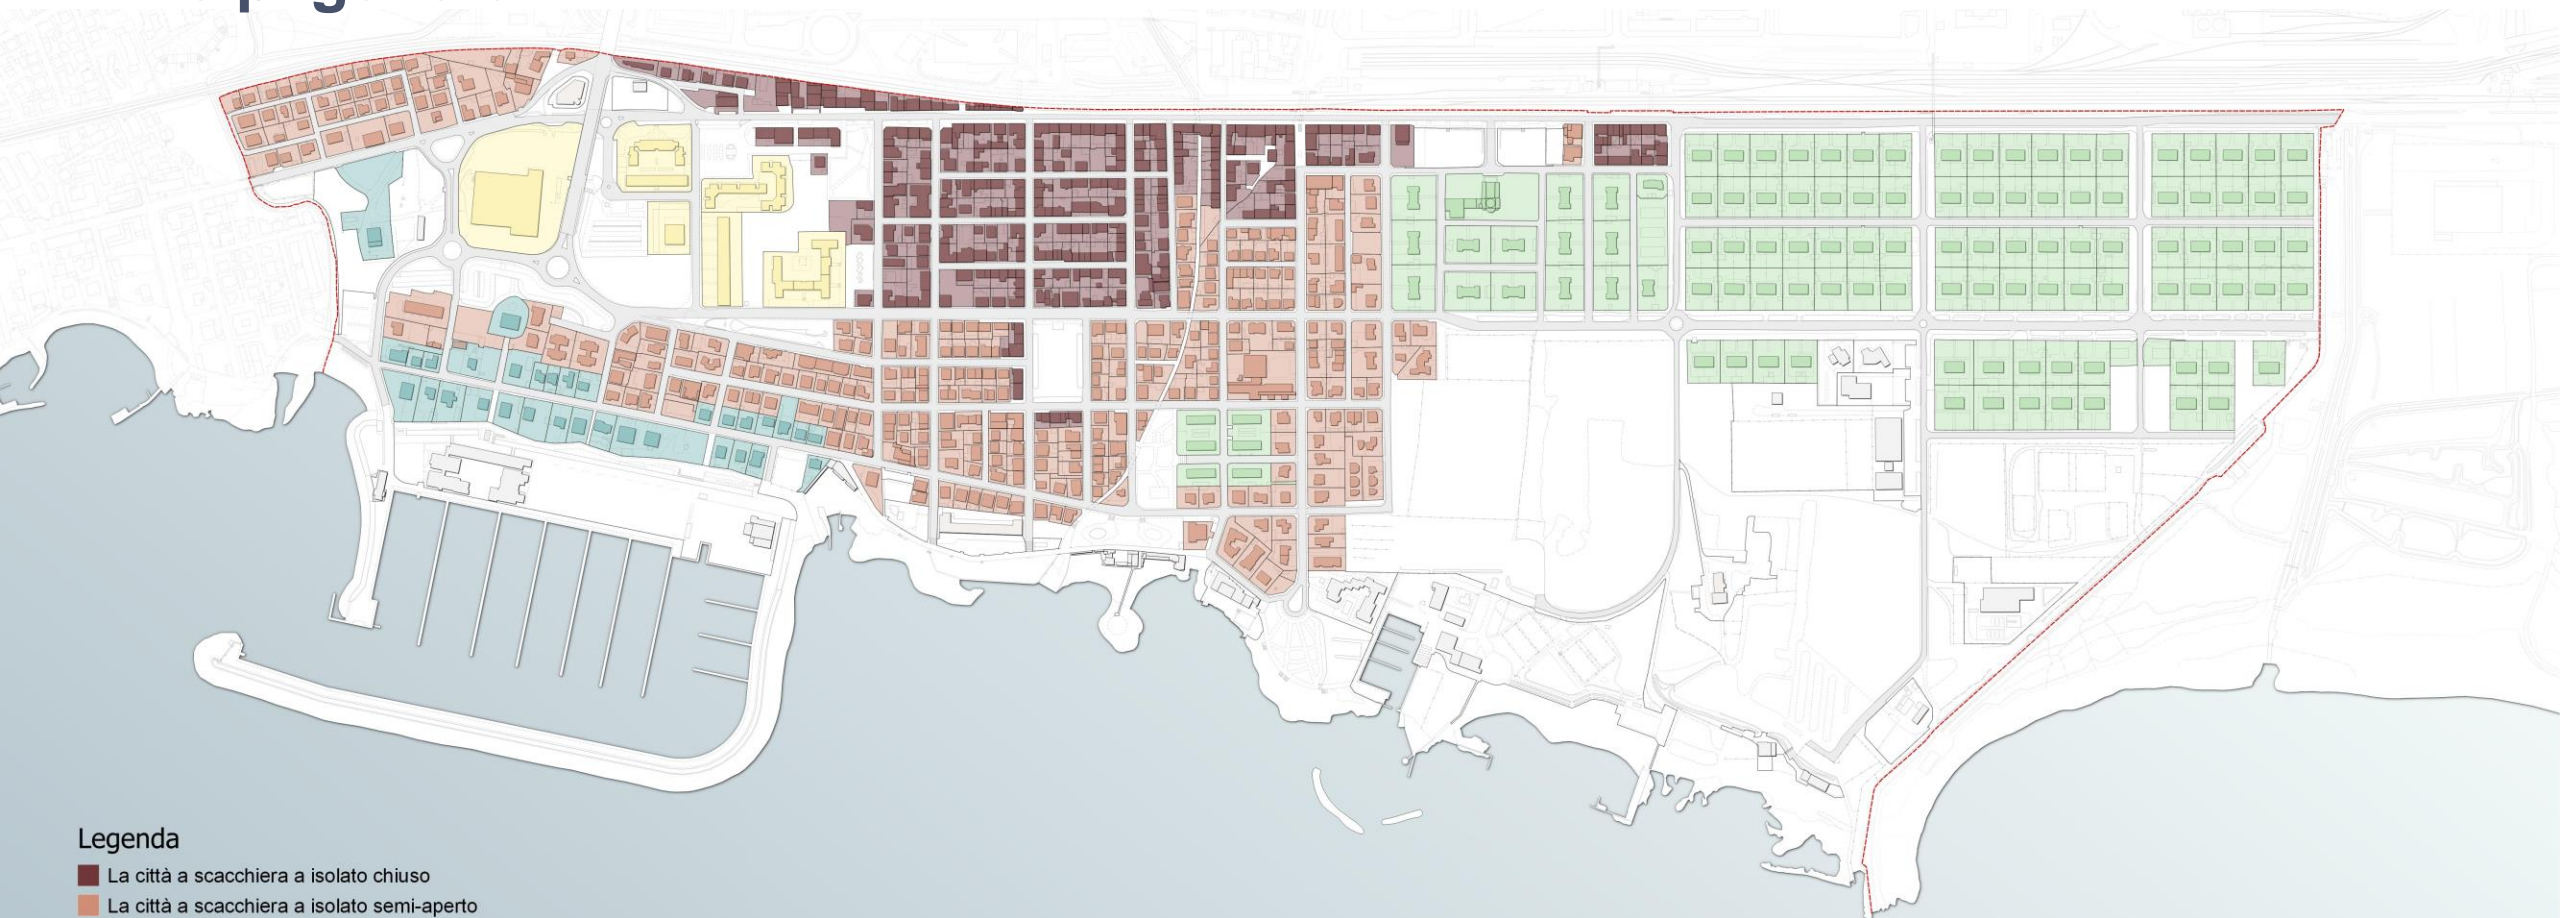 Legenda
La città a scacchiera a isolato chiuso
La città a scacchiera a isolato semi-aperto